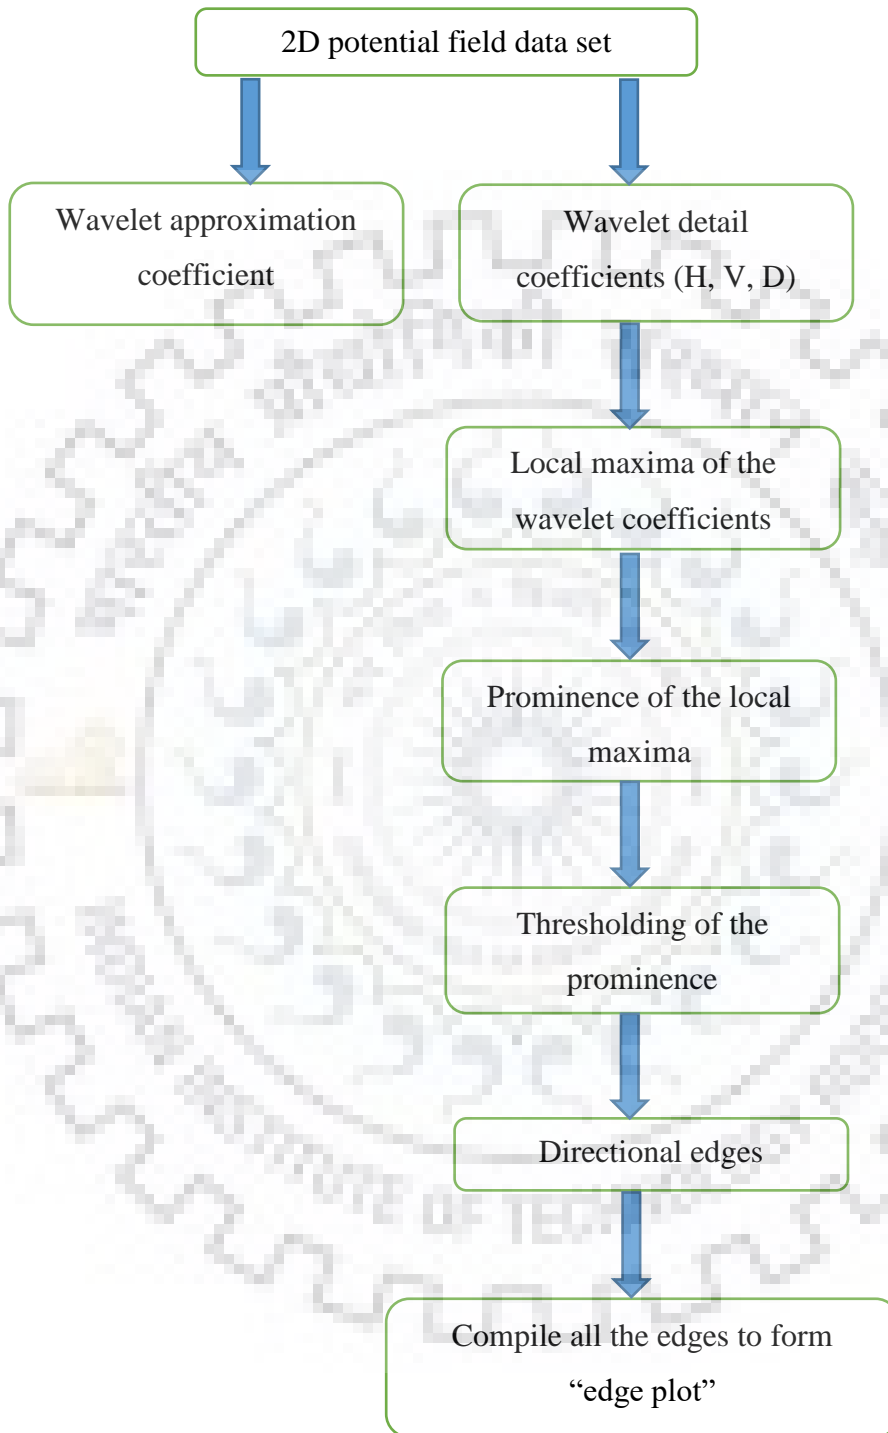 2D potential field data set
Wavelet approximation
coefficient
Wavelet detail
coefficients (H, V, D)
Local maxima of the
wavelet coefficients
Prominence of the local
maxima
Thresholding of the
prominence
Directional edges
Compile all the edges to form
“edge plot”